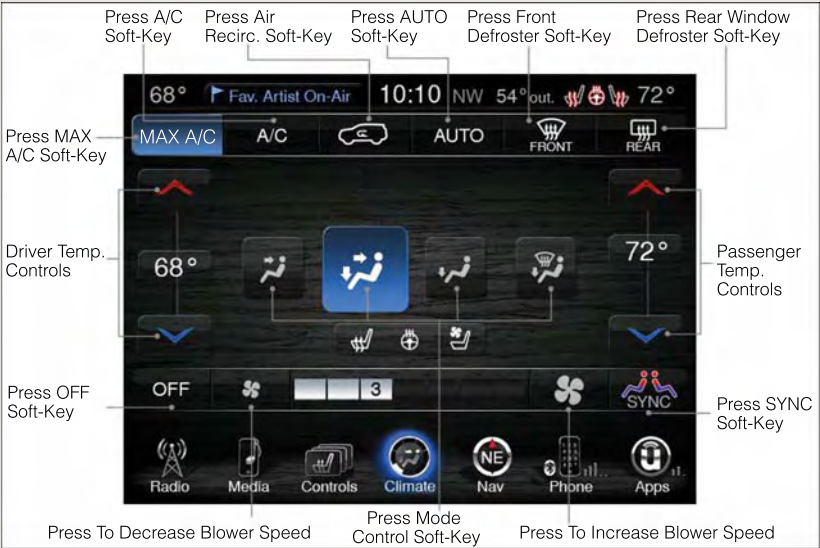 Press A/C
Soft-Key
Press Air
Recirc. Soft-Key
Press AUTO
Soft-Key
Press Front
Defroster Soft-Key
Press Rear Window
Defroster Soft-Key
68° Fav. Artist On-Air 10:10 NW 54° out. 72°
Press MAX
A/C Soft-Key
MAX A/C A/C AUTO FRONT REAR
Driver Temp.
Controls
68°
72°
Passenger
Temp.
Controls
Press OFF
Soft-Key
OFF 3 SYNC
Press SYNC
Soft-Key
NE
Radio Media Controls Climate Nav Phone Apps
Press To Decrease Blower Speed
Press Mode
Control Soft-Key
Press To Increase Blower Speed